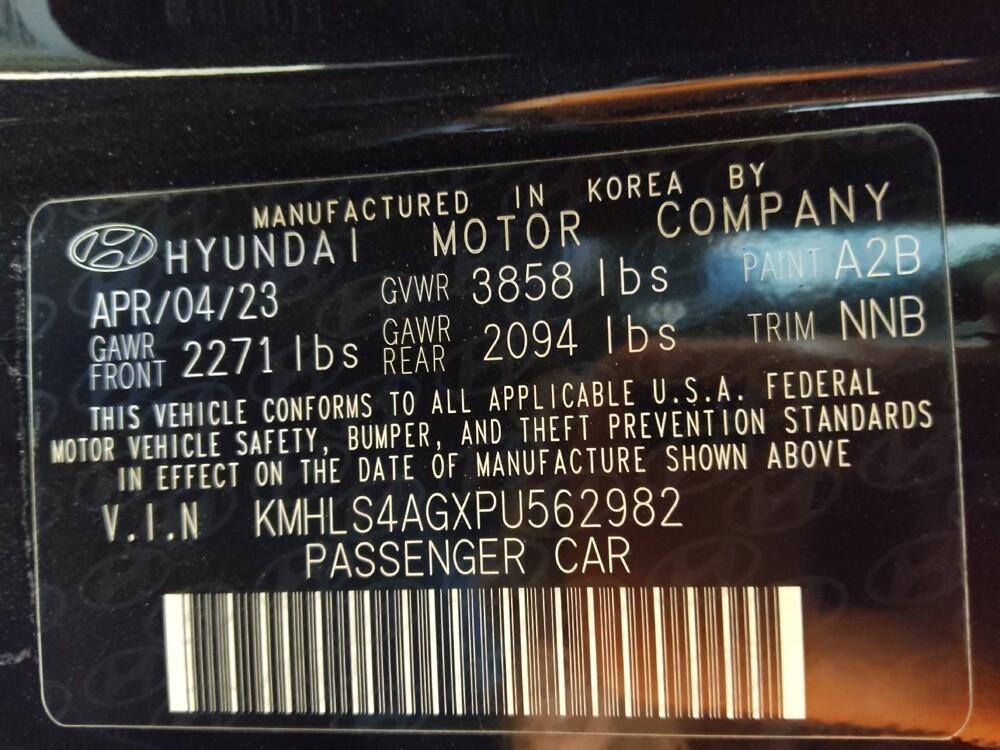 MANUFACTURED IN KOREA BY
HYUNDAI MOTOR COMPANY
APR/04/23 GVWR 3858 lbs PAINT A2B
GAWR FRONT 2271 lbs GAWR REAR 2094 lbs TRIM NNB
THIS VEHICLE CONFORMS TO ALL APPLICABLE U.S.A. FEDERAL
MOTOR VEHICLE SAFETY, BUMPER, AND THEFT PREVENTION STANDARDS
IN EFFECT ON THE DATE OF MANUFACTURE SHOWN ABOVE
V.I.N KMHLS4AGXPU562982
PASSENGER CAR